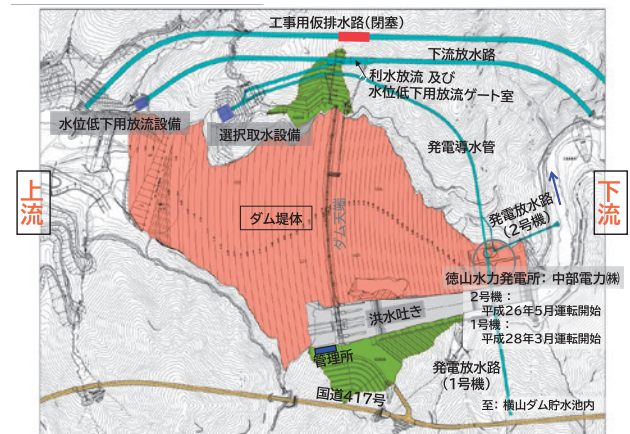 工事用仮排水路(閉塞)
下流放水路
利水放流 及び
水位低下用放流ゲート室
水位低下用放流設備
選択取水設備
発電導水管
上流
下流
発電放水路
(2号機)
ダム堤体
ダム天端
徳山水力発電所：中部電力㈱
2号機：
平成26年5月運転開始
1号機：
平成28年3月運転開始
洪水吐き
管理所
発電放水路
(1号機)
国道417号
至：横山ダム貯水池内